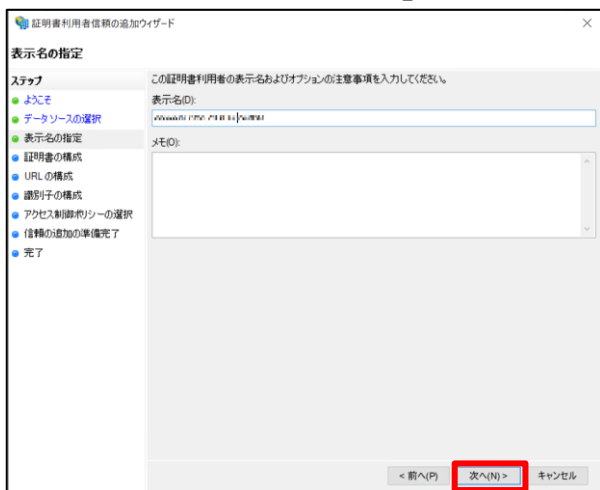 証明書利用者信頼の追加ウィザード
表示名の指定
ステップ
ようこそ
データソースの選択
表示名の指定
証明書の構成
URL の構成
識別子の構成
アクセス制御ポリシーの選択
信頼の追加の準備完了
完了
この証明書利用者の表示名およびオプションの注意事項を入力してください。
表示名(D):
メモ(O):
< 前へ(P)
次へ(N) >
キャンセル